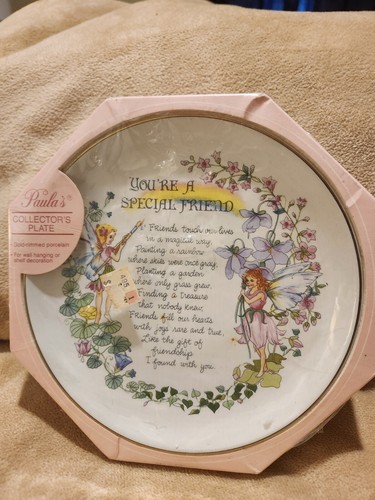 Paula's®
COLLECTOR'S
PLATE
Gold-rimmed porcelain
For wall hanging or
shelf decoration
YOU'RE A
SPECIAL FRIEND
Friends touch our lives
in a magical way,
Painting a rainbow
where skies were once gray,
Planting a garden
where only grass grew,
Finding a treasure
that nobody knew.
Friends fill our hearts
with joys rare and true,
Like the gift of
friendship
I found with you.